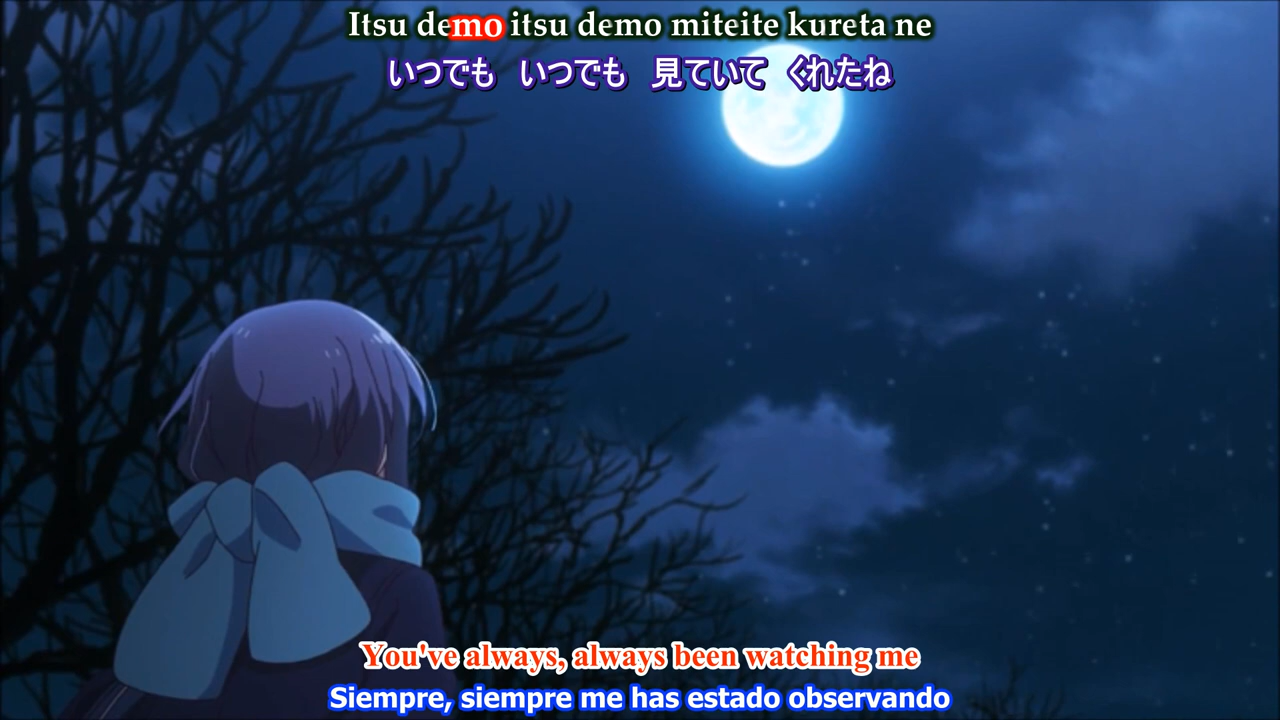 Itsu demo itsu demo miteite kureta ne
いつでも いつでも 見ていて くれたね
You've always, always been watching me
Siempre, siempre me has estado observando